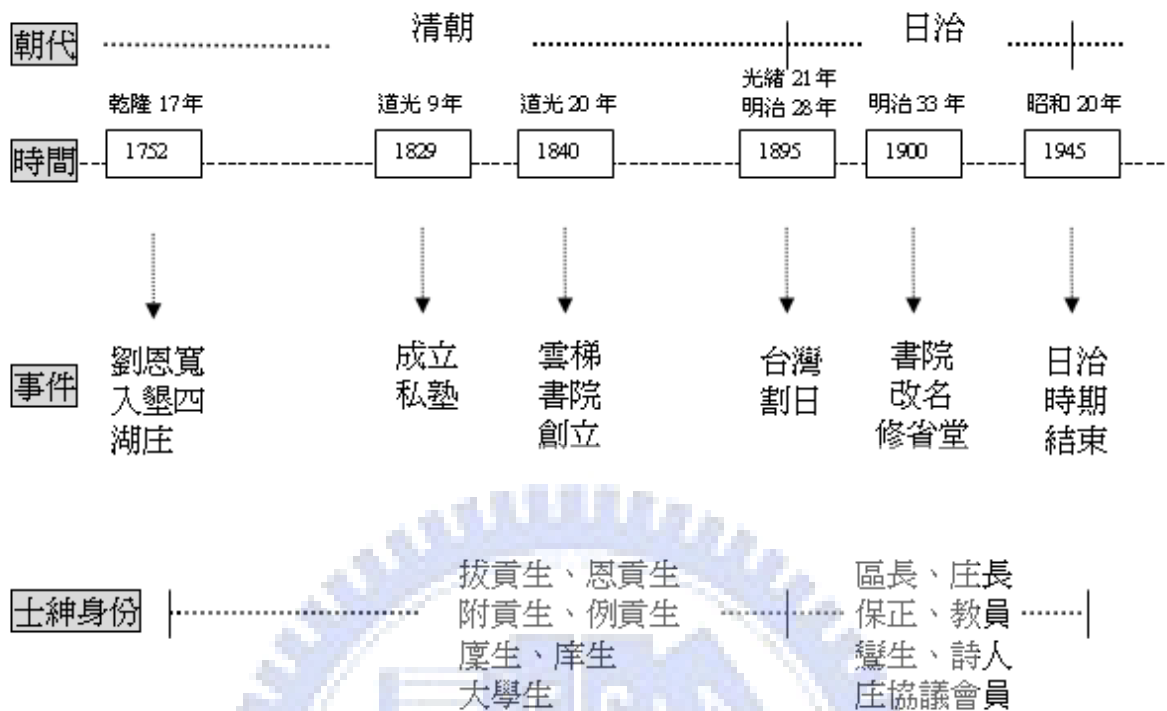 朝代 清朝 日治
乾隆 17年 道光 9年 道光 20 年 光緒 21年 明治 28年 明治 33 年 昭和 20年
時間 1752 1829 1840 1895 1900 1945
事件
劉恩寬
入墾四
湖庄
成立
私塾
雲梯
書院
創立
台灣
割日
書院
改名
修省堂
日治
時期
結束
士紳身份
拔貢生、恩貢生
附貢生、例貢生
廩生、庠生
大學生
區長、庄長
保正、教員
鸞生、詩人
庄協議會員